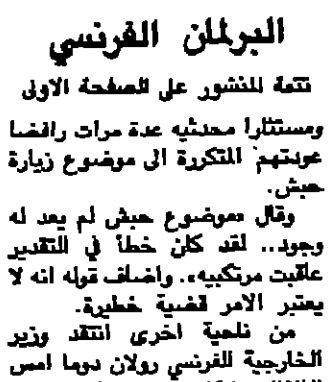 البرلمان الفرنسي
تتمة المنشور على الصفحة الاولى
ومستثارا محدثيه عدة مرات رافضا
عودتهم المتكررة الى موضوع زيارة
حبش.
وقال «موضوع حبش لم يعد له
وجود... لقد كان خطأ في التقدير
عاقبت مرتكبيه». واضاف قوله انه لا
يعتبر الامر قضية خطيرة.
من ناحية اخرى انتقد وزير
الخارجية الفرنسي رولان دوما امس